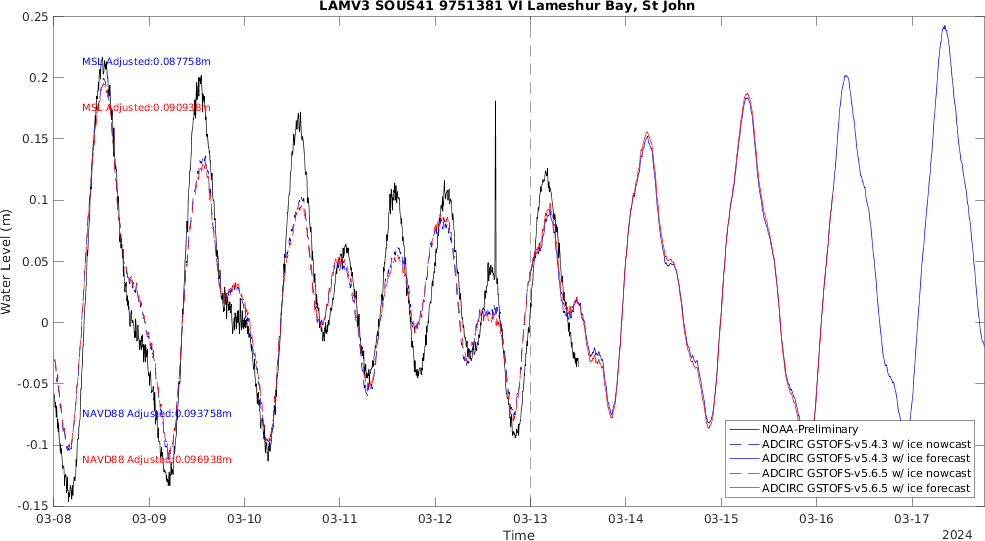 LAMV3 SOUS41 9751381 VI Lameshur Bay, St John
Water Level (m)
0.25
0.2
0.15
0.1
0.05
0
-0.05
-0.1
-0.15
MSL Adjusted:0.087758m
MSL Adjusted:0.090938m
NAVD88 Adjusted:0.093758m
NAVD88 Adjusted:0.096938m
NOAA-Preliminary
ADCIRC GSTOFS-v5.4.3 w/ ice nowcast
ADCIRC GSTOFS-v5.4.3 w/ ice forecast
ADCIRC GSTOFS-v5.6.5 w/ ice nowcast
ADCIRC GSTOFS-v5.6.5 w/ ice forecast
03-08 03-09 03-10 03-11 03-12 03-13 03-14 03-15 03-16 03-17
Time
2024